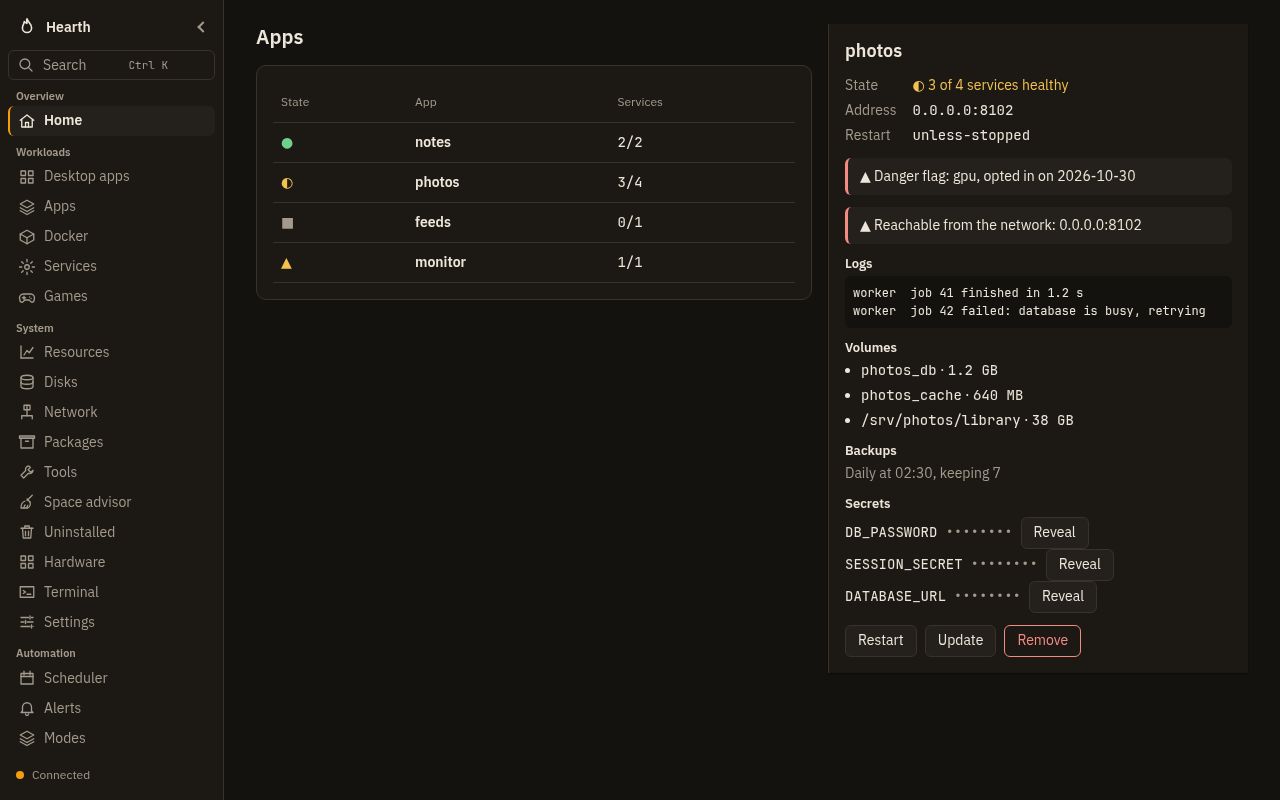 Hearth
Search Ctrl K
Overview
Home
Workloads
Desktop apps
Apps
Docker
Services
Games
System
Resources
Disks
Network
Packages
Tools
Space advisor
Uninstalled
Hardware
Terminal
Settings
Automation
Scheduler
Alerts
Modes
Connected
Apps
State App Services
notes 2/2
photos 3/4
feeds 0/1
monitor 1/1
photos
State 3 of 4 services healthy
Address 0.0.0.0:8102
Restart unless-stopped
Danger flag: gpu, opted in on 2026-10-30
Reachable from the network: 0.0.0.0:8102
Logs
worker job 41 finished in 1.2 s
worker job 42 failed: database is busy, retrying
Volumes
photos_db · 1.2 GB
photos_cache · 640 MB
/srv/photos/library · 38 GB
Backups
Daily at 02:30, keeping 7
Secrets
DB_PASSWORD •••••••• Reveal
SESSION_SECRET •••••••• Reveal
DATABASE_URL •••••••• Reveal
Restart Update Remove